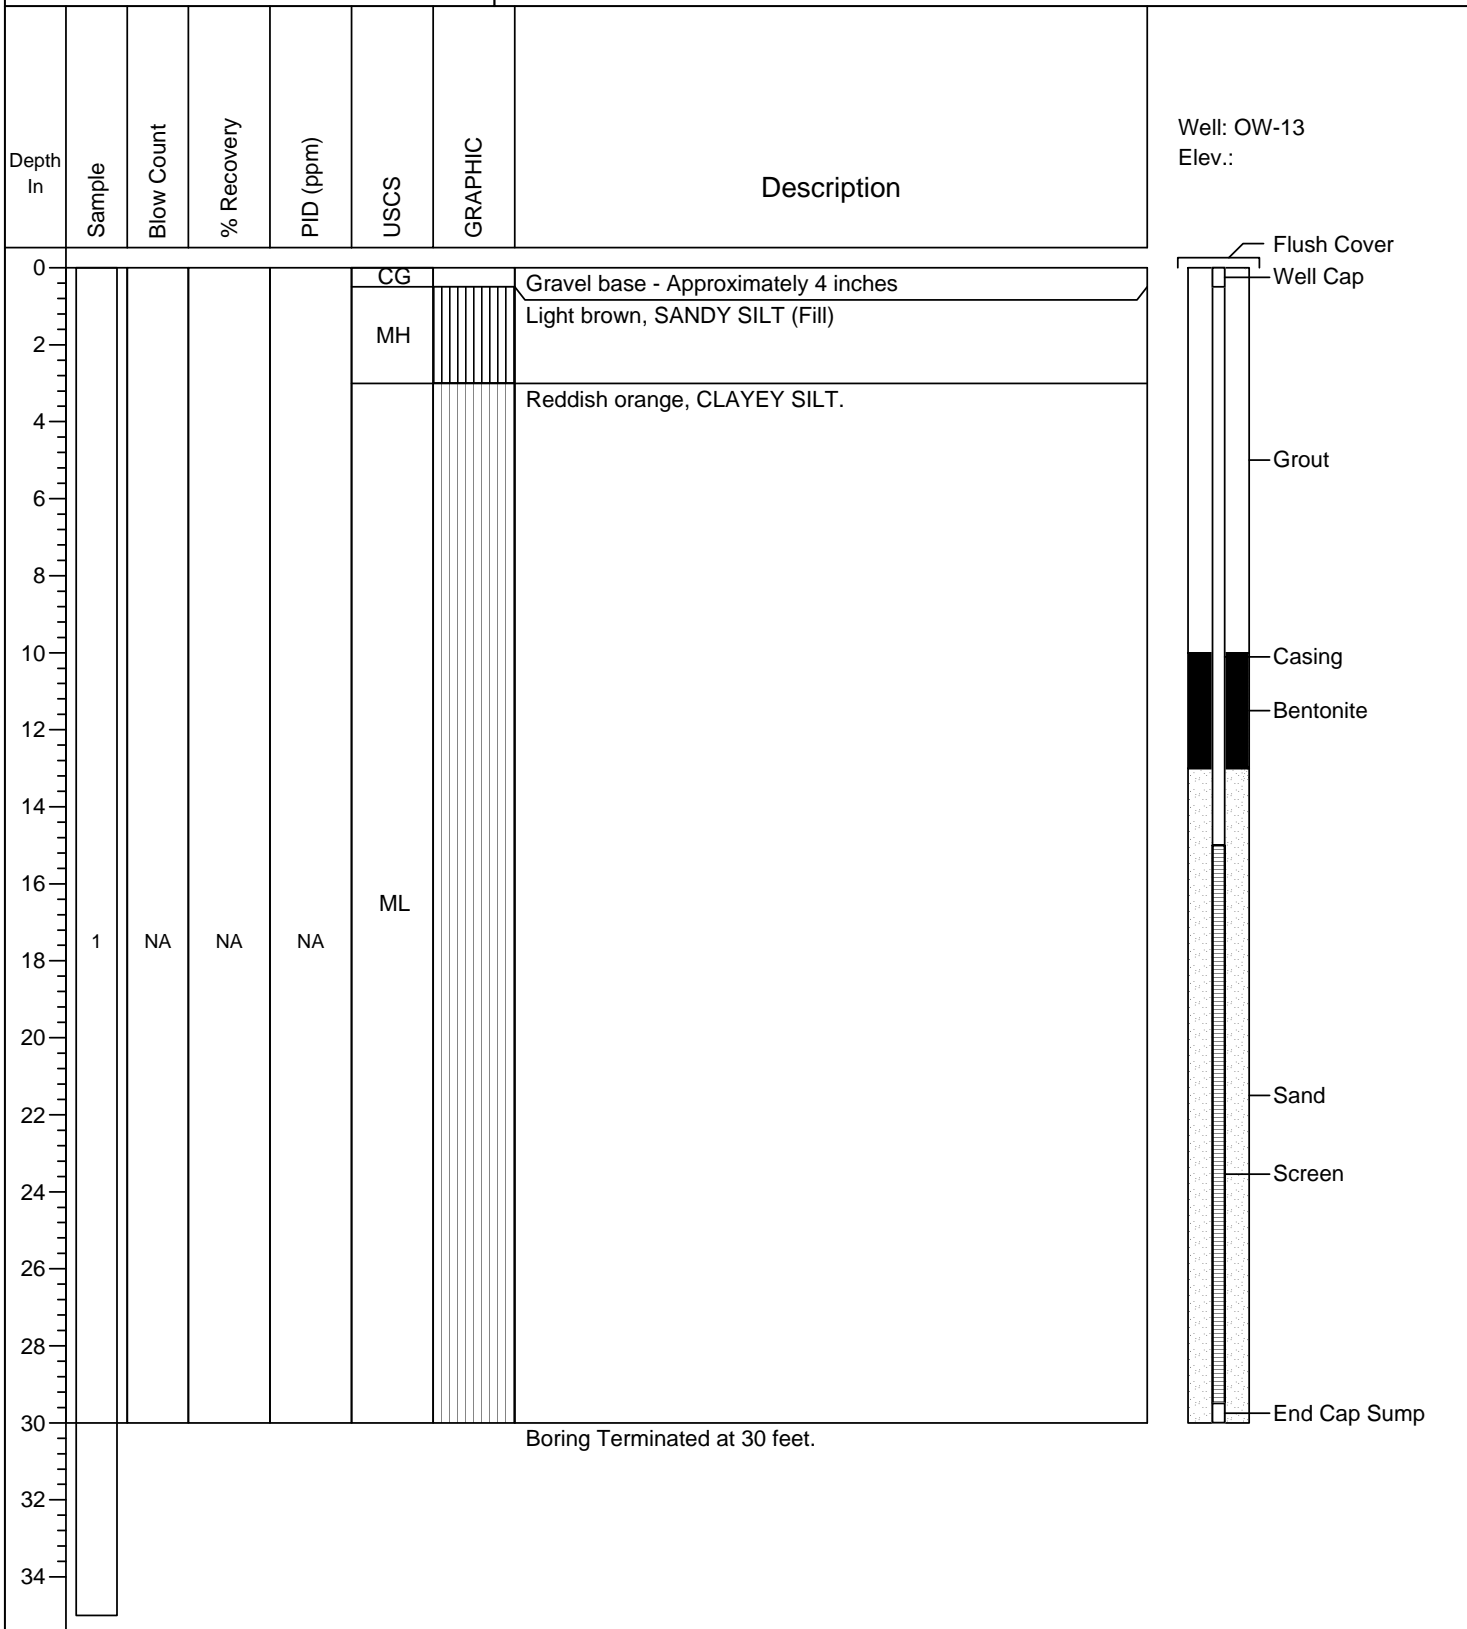 Depth
In
Sample
Blow Count
% Recovery
PID (ppm)
USCS
GRAPHIC
Description
Well: OW-13
Elev.:
Flush Cover
0
CG
Gravel base - Approximately 4 inches
Well Cap
MH
Light brown, SANDY SILT (Fill)
2
Reddish orange, CLAYEY SILT.
4
Grout
6
8
10
Casing
Bentonite
12
14
16
ML
1
NA
NA
NA
18
20
Sand
22
Screen
24
26
28
30
End Cap Sump
Boring Terminated at 30 feet.
32
34